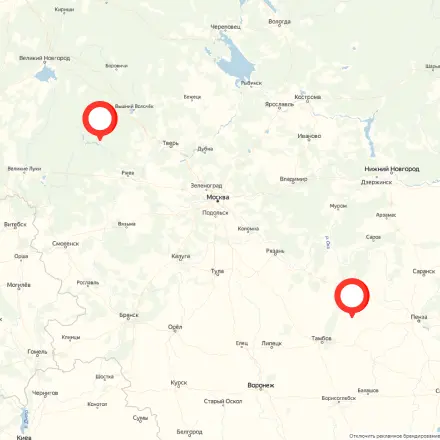 Кириши
Череповец
Вологда
Великий Новгород
Боровичи
Шарья
Рыбинск
Бежецк
Кострома
Вышний Волочёк
Ярославль
Тверь
Дубна
Иваново
Великие Луки
Ржев
Владимир
Нижний Новгород
Дзержинск
Зеленоград
Москва
Подольск
Муром
Арзамас
Витебск
Вязьма
Коломна
Саров
Смоленск
Орша
Калуга
Рязань
Тула
Саранск
Могилёв
Рославль
Брянск
Пенза
Орёл
Клинцы
Тамбов
Елец
Липецк
Гомель
Шостка
Курск
Воронеж
Балашов
Чернигов
Конотоп
Старый Оскол
Борисоглебск
Сумы
Белгород
Киев
Отключить рекламное брендирование